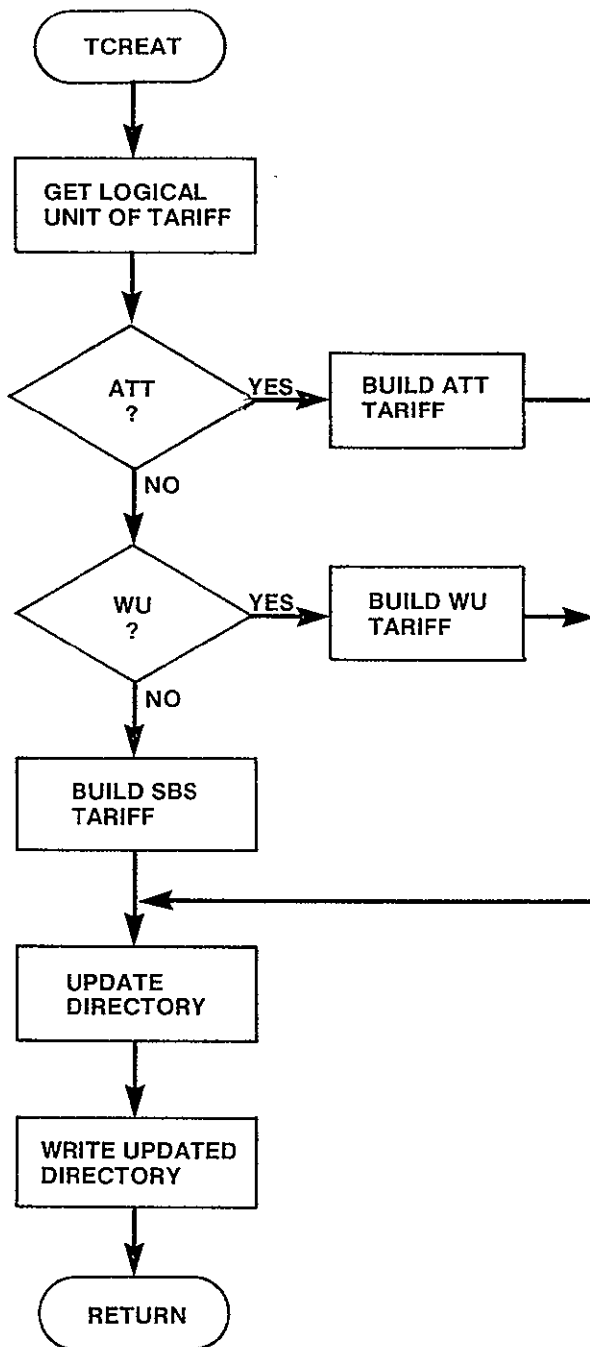 TCREAT
GET LOGICAL
UNIT OF TARIFF
ATT
?
YES
BUILD ATT
TARIFF
NO
WU
?
YES
BUILD WU
TARIFF
NO
BUILD SBS
TARIFF
UPDATE
DIRECTORY
WRITE UPDATED
DIRECTORY
RETURN